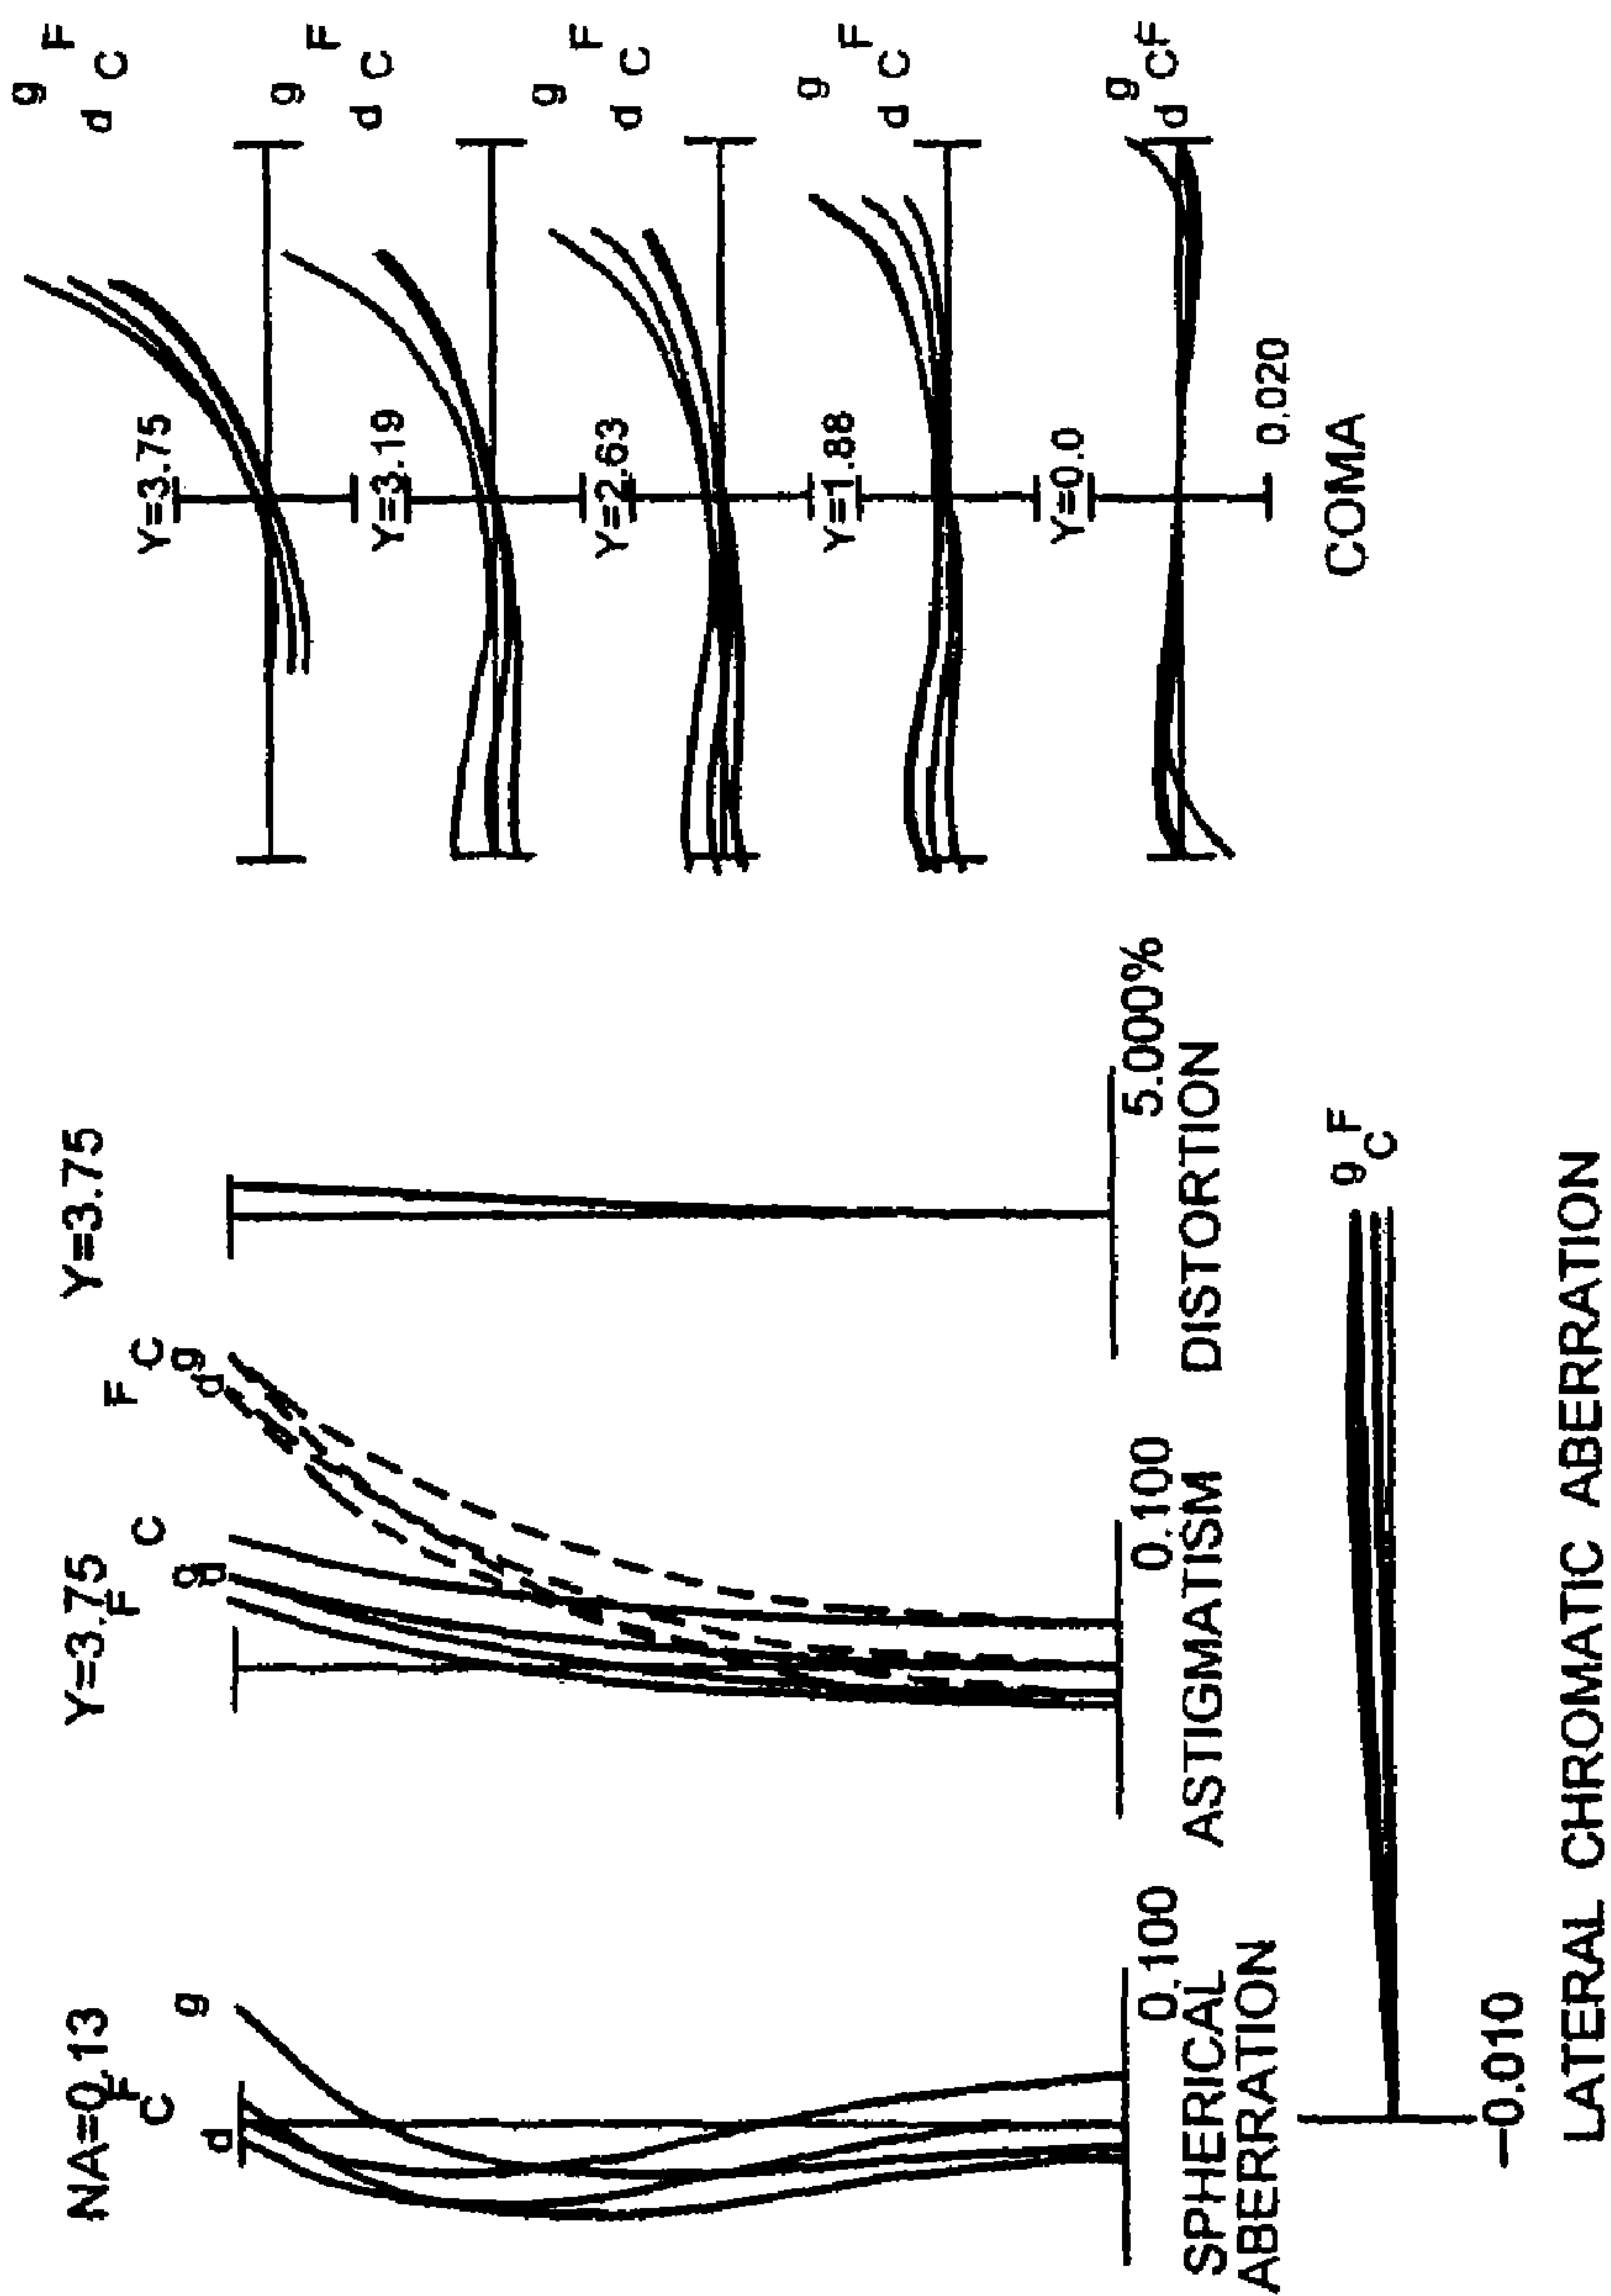 NA=0.13
F
C
d
g
0.100
SPHERICAL
ABERRATION
Y=3.75
F
g
d
C
0.100
ASTIGMATISM
F
C
g
d
Y=3.75
5.000%
DISTORTION
Y=3.75
g
F
d
C
Y=3.19
g
F
d
C
Y=2.63
g
F
d
C
Y=1.88
g
F
d
C
Y=0.0
g
F
C
d
0.020
COMA
g
F
C
-0.010
LATERAL CHROMATIC ABERRATION